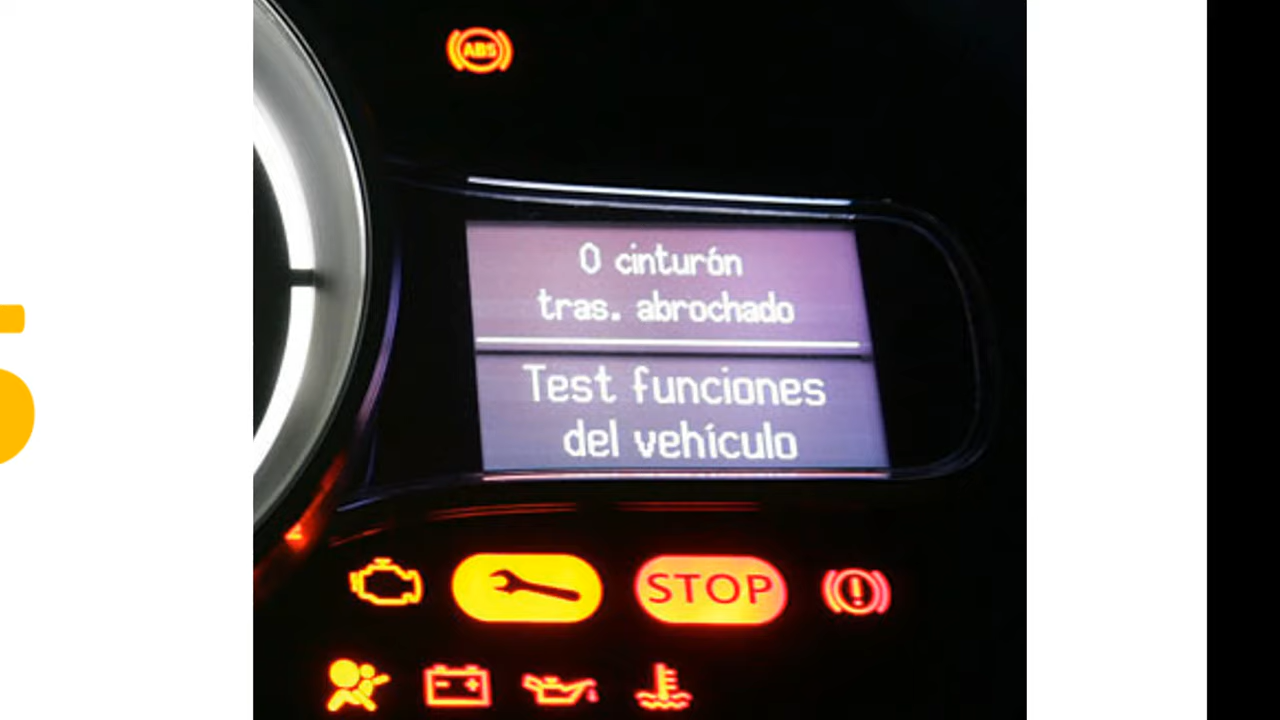 ABS
0 cinturón
tras. abrochado
Test funciones
del vehículo
STOP